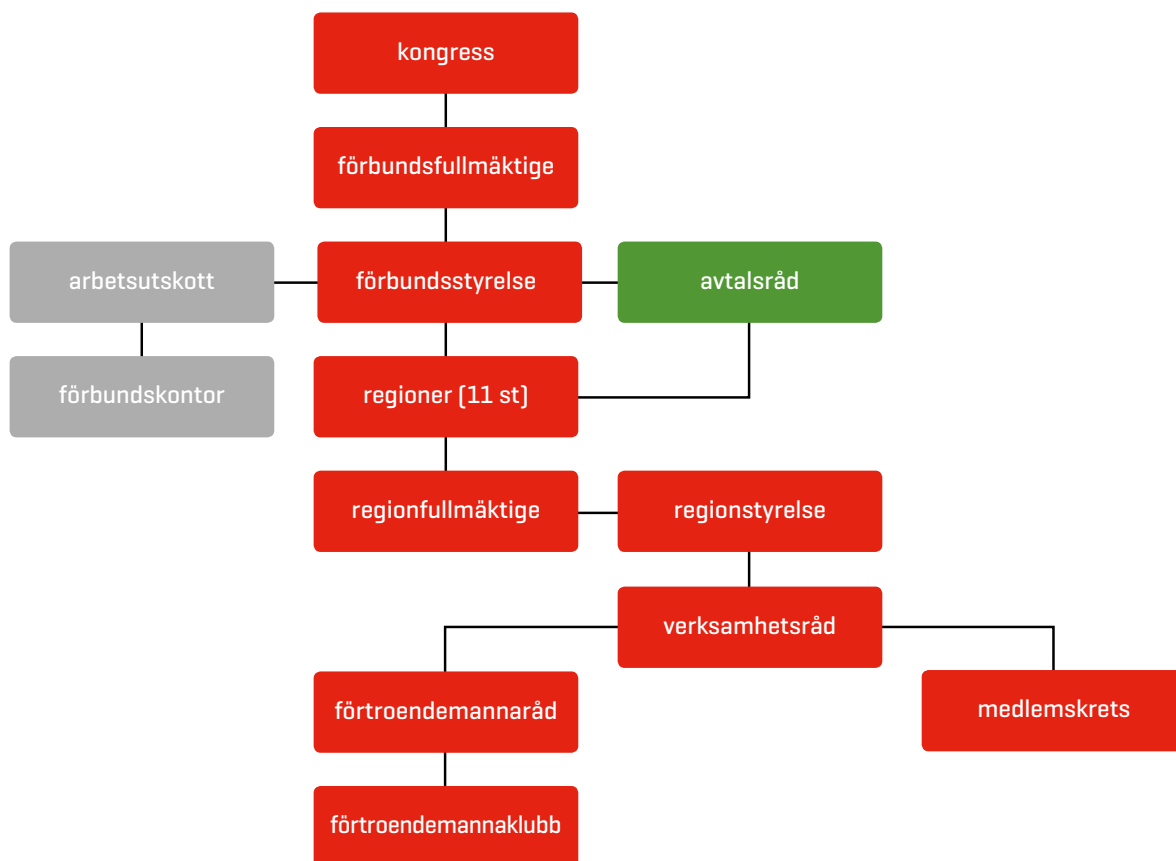 kongress
förbundsfullmäktige
arbetsutskott
förbundsstyrelse
avtalsråd
förbundskontor
regioner (11 st)
regionfullmäktige
regionstyrelse
verksamhetsråd
förtroendemannaråd
medlemskrets
förtroendemannaklubb